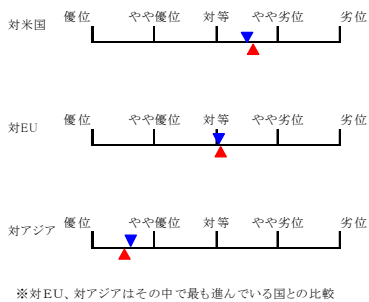 優位 やや優位 対等 やや劣位 劣位
対米国
優位 やや優位 対等 やや劣位 劣位
対EU
優位 やや優位 対等 やや劣位 劣位
対アジア
※対EU、対アジアはその中で最も進んでいる国との比較